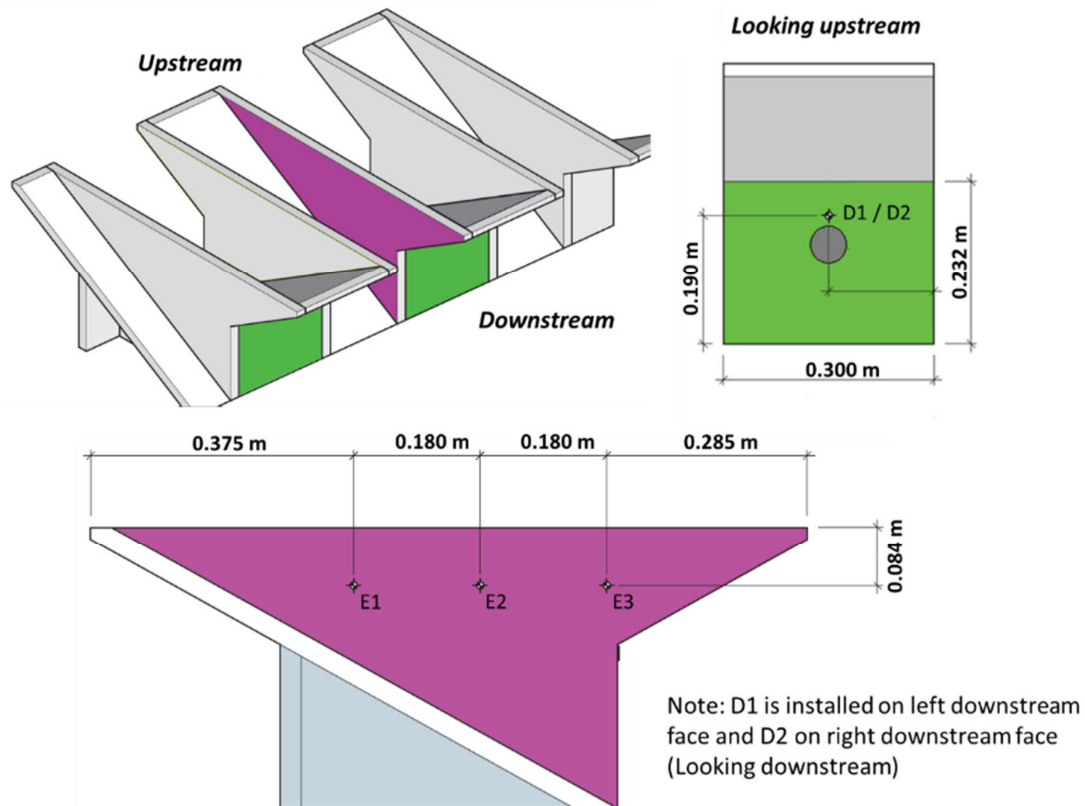 Looking upstream
Upstream
D1 / D2
0.190 m
0.232 m
Downstream
0.300 m
0.375 m
0.180 m
0.180 m
0.285 m
0.084 m
E1
E2
E3
Note: D1 is installed on left downstream
face and D2 on right downstream face
(Looking downstream)